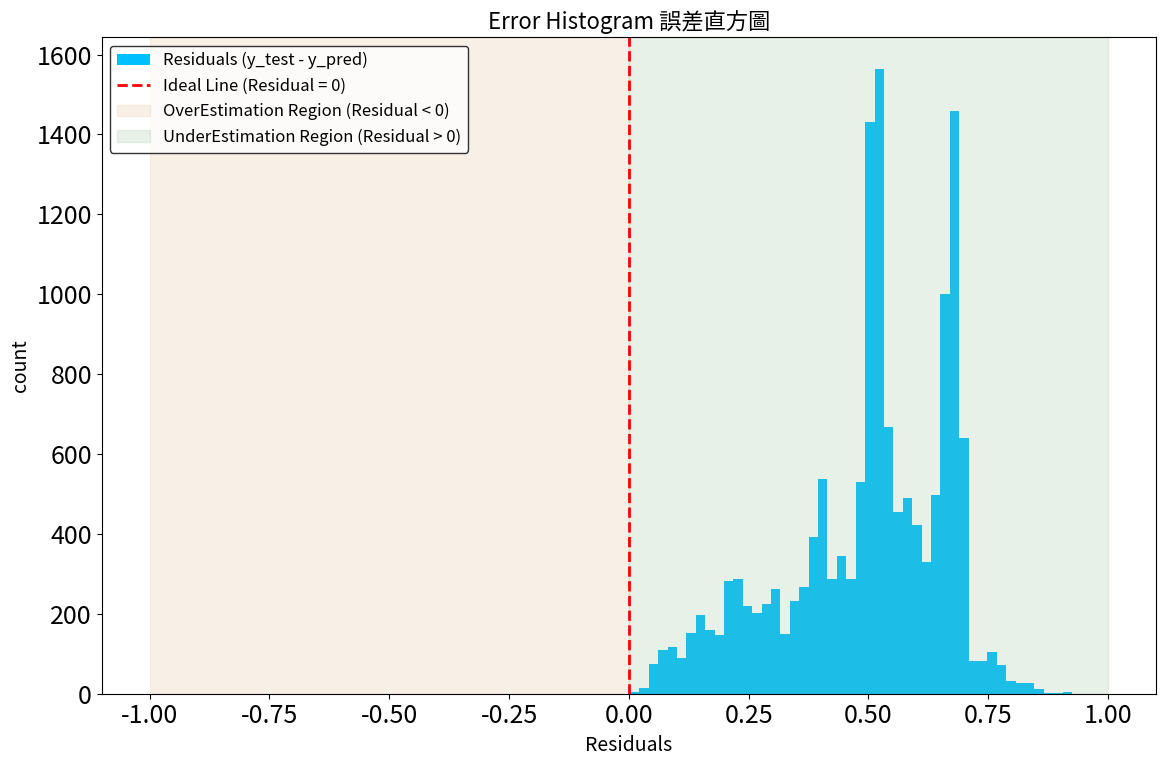 Error Histogram 誤差直方圖
Residuals (y_test - y_pred)
Ideal Line (Residual = 0)
OverEstimation Region (Residual < 0)
UnderEstimation Region (Residual > 0)
1600
1400
1200
1000
800
600
400
200
0
count
-1.00 -0.75 -0.50 -0.25 0.00 0.25 0.50 0.75 1.00
Residuals